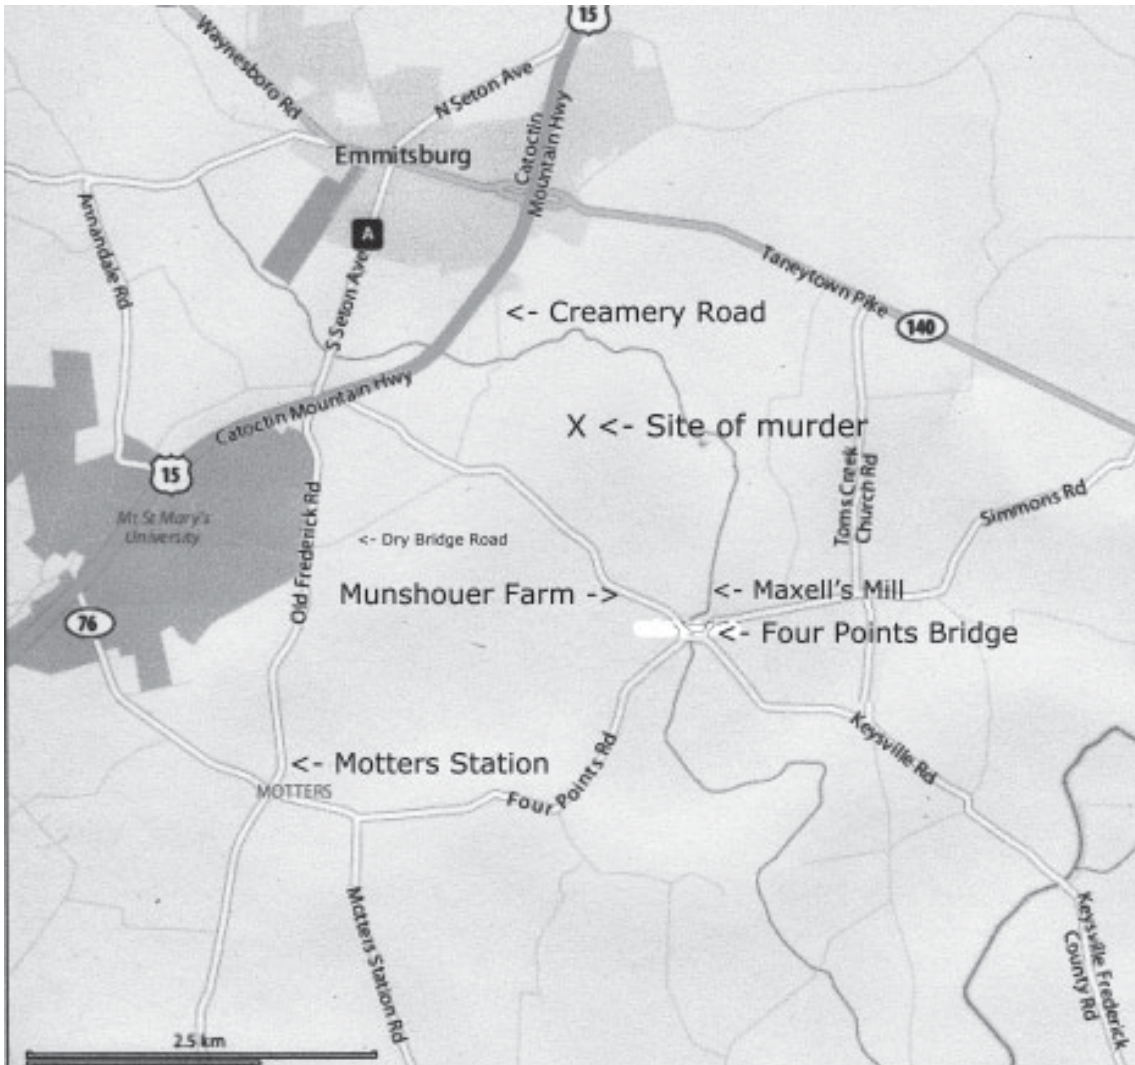 15
Waynesboro Rd
N Seton Ave
Catoctin
Mountain Hwy
Emmitsburg
A
Annandale Rd
S Seton Ave
Taneytown Pike
140
<- Creamery Road
Catoctin Mountain Hwy
X <- Site of murder
15
Toms Creek
Church Rd
Simmons Rd
Mt St Mary's
University
Old Frederick Rd
<- Dry Bridge Road
Munshouer Farm ->
<- Maxell's Mill
76
<- Four Points Bridge
Keysville Rd
<- Motters Station
MOTTERS
Four Points Rd
Motters Station Rd
Keysville Frederick
County Rd
2.5 km